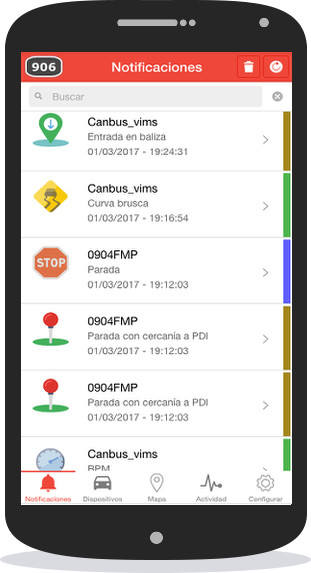 906
Notificaciones
Buscar
Canbus_vims
Entrada en baliza
01/03/2017 - 19:24:31
Canbus_vims
Curva brusca
01/03/2017 - 19:16:54
STOP
0904FMP
Parada
01/03/2017 - 19:12:03
0904FMP
Parada con cercanía a PDI
01/03/2017 - 19:12:03
0904FMP
Parada con cercanía a PDI
01/03/2017 - 19:12:03
Canbus_vims
RPM
Notificaciones Dispositivos Mapa Actividad Configurar